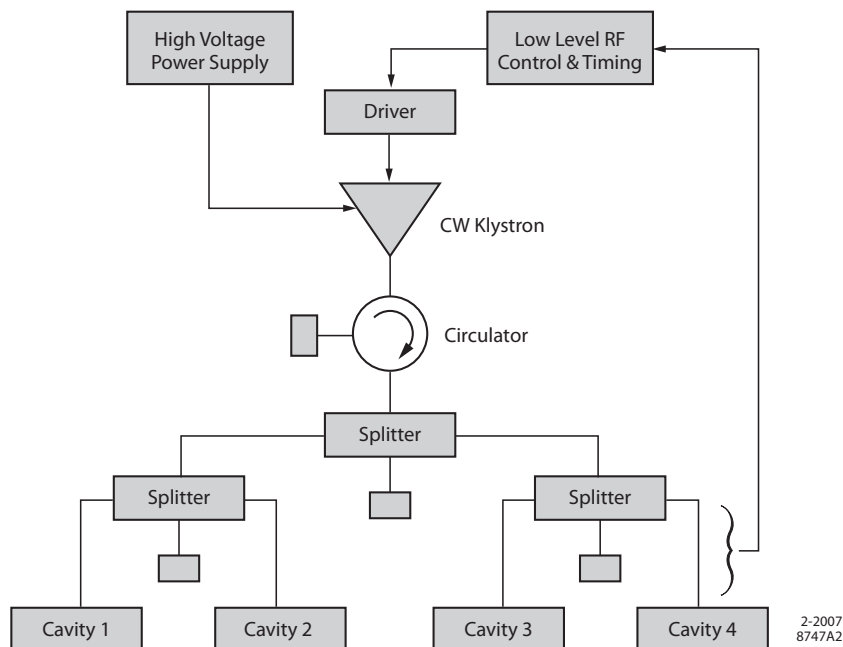 High Voltage
Power Supply
Low Level RF
Control & Timing
Driver
CW Klystron
Circulator
Splitter
Splitter
Splitter
Cavity 1
Cavity 2
Cavity 3
Cavity 4
2-2007
8747A2